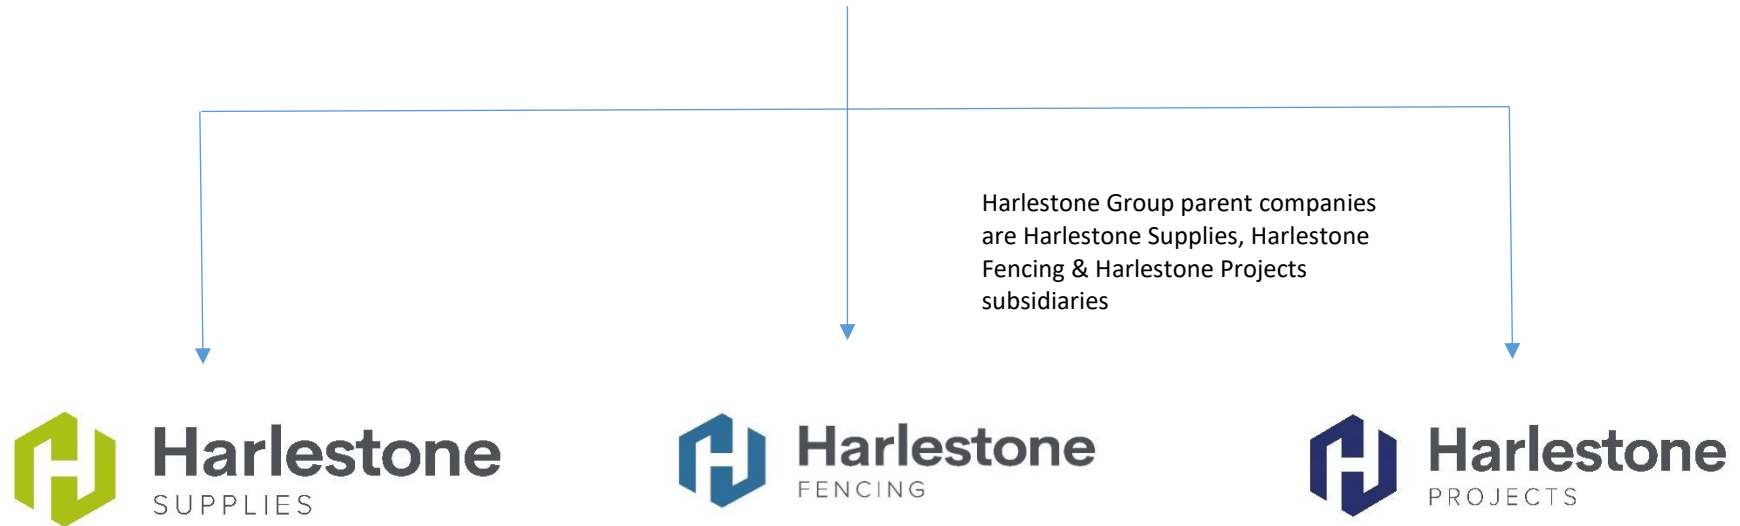 Harlestone Group parent companies
are Harlestone Supplies, Harlestone
Fencing & Harlestone Projects
subsidiaries
Harlestone
SUPPLIES
Harlestone
FENCING
Harlestone
PROJECTS